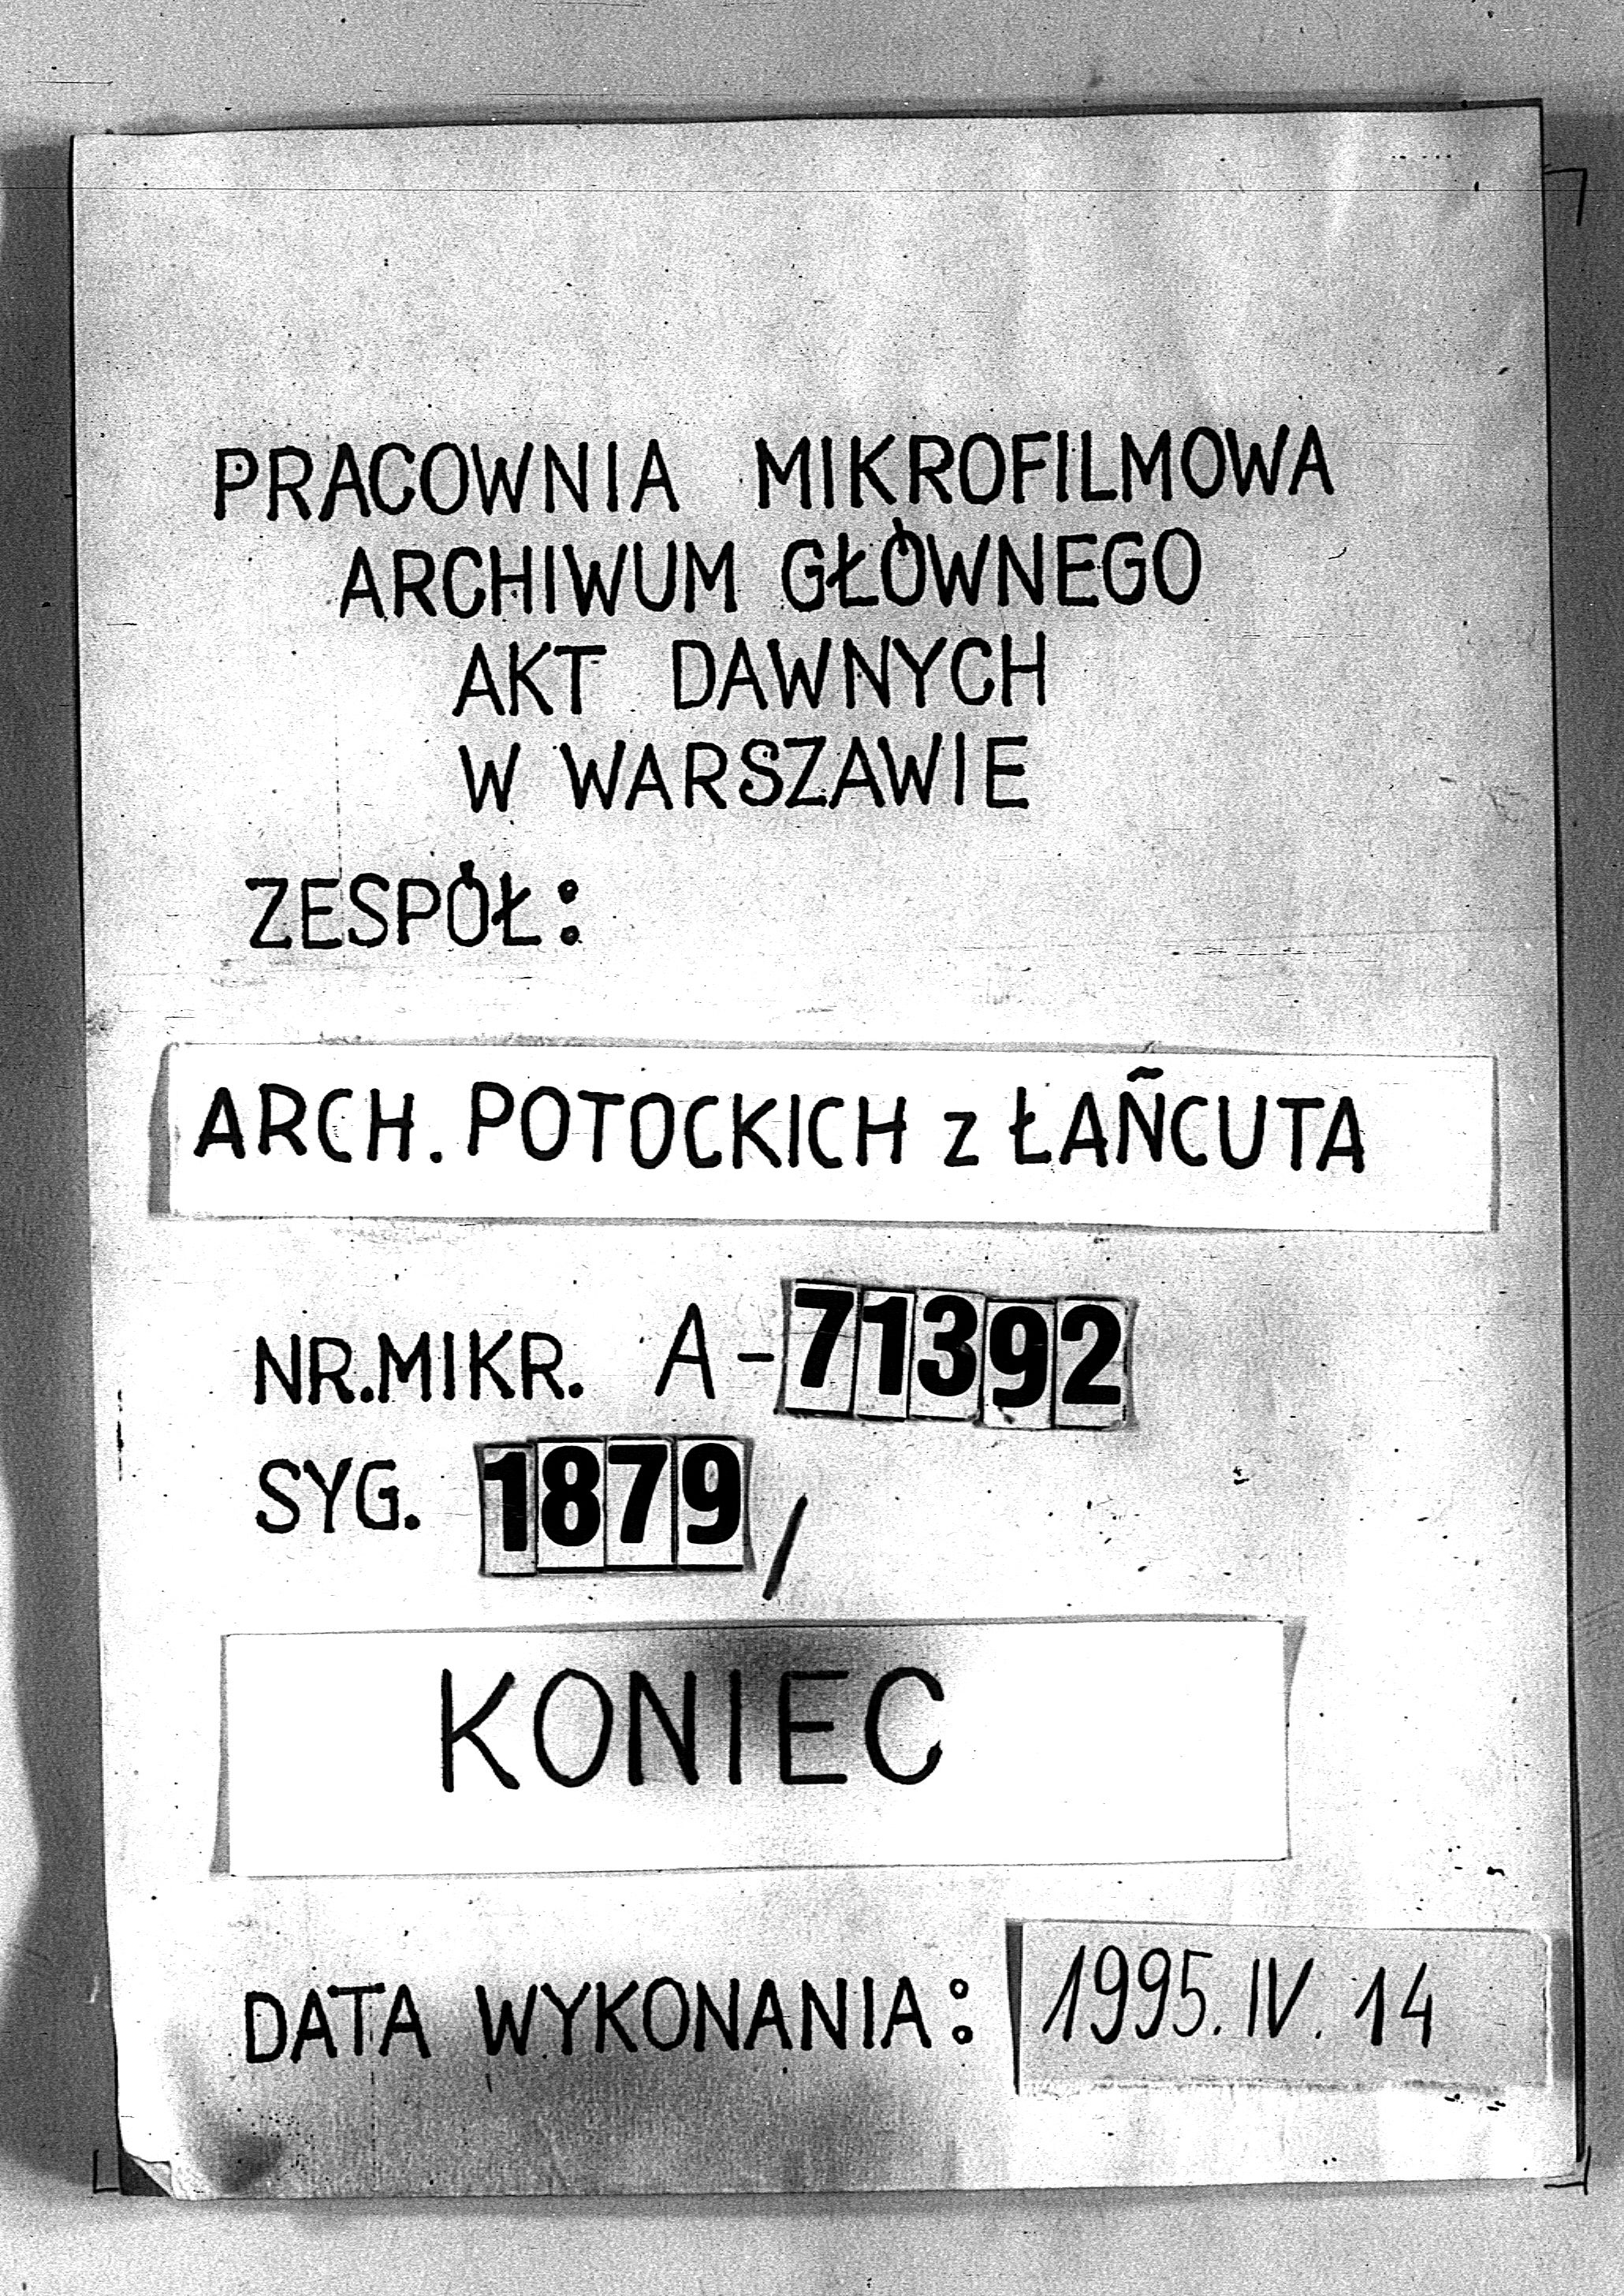 PRACOWNIA MIKROFILMOWA
ARCHIWUM GŁÓWNEGO
AKT DAWNYCH
W WARSZAWIE
ZESPÓŁ:
ARCH. POTOCKICH z ŁAÑCUTA
NR.MIKR. A-71392
SYG. 1879/
KONIEC
DATA WYKONANIA: 1995.IV.14